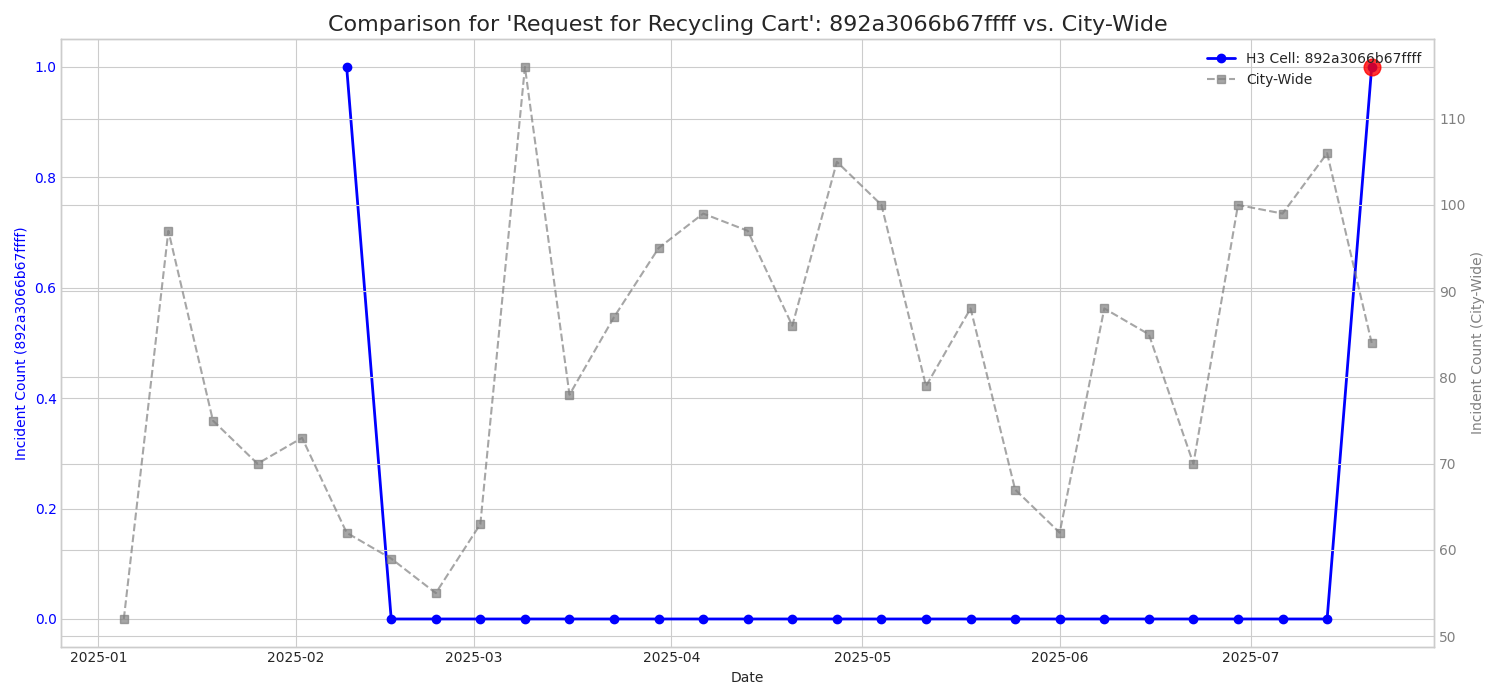 Comparison for 'Request for Recycling Cart': 892a3066b67ffff vs. City-Wide
H3 Cell: 892a3066b67ffff
City-Wide
Incident Count (892a3066b67ffff)
1.0
0.8
0.6
0.4
0.2
0.0
110
100
90
80
70
60
50
Incident Count (City-Wide)
2025-01 2025-02 2025-03 2025-04 2025-05 2025-06 2025-07
Date